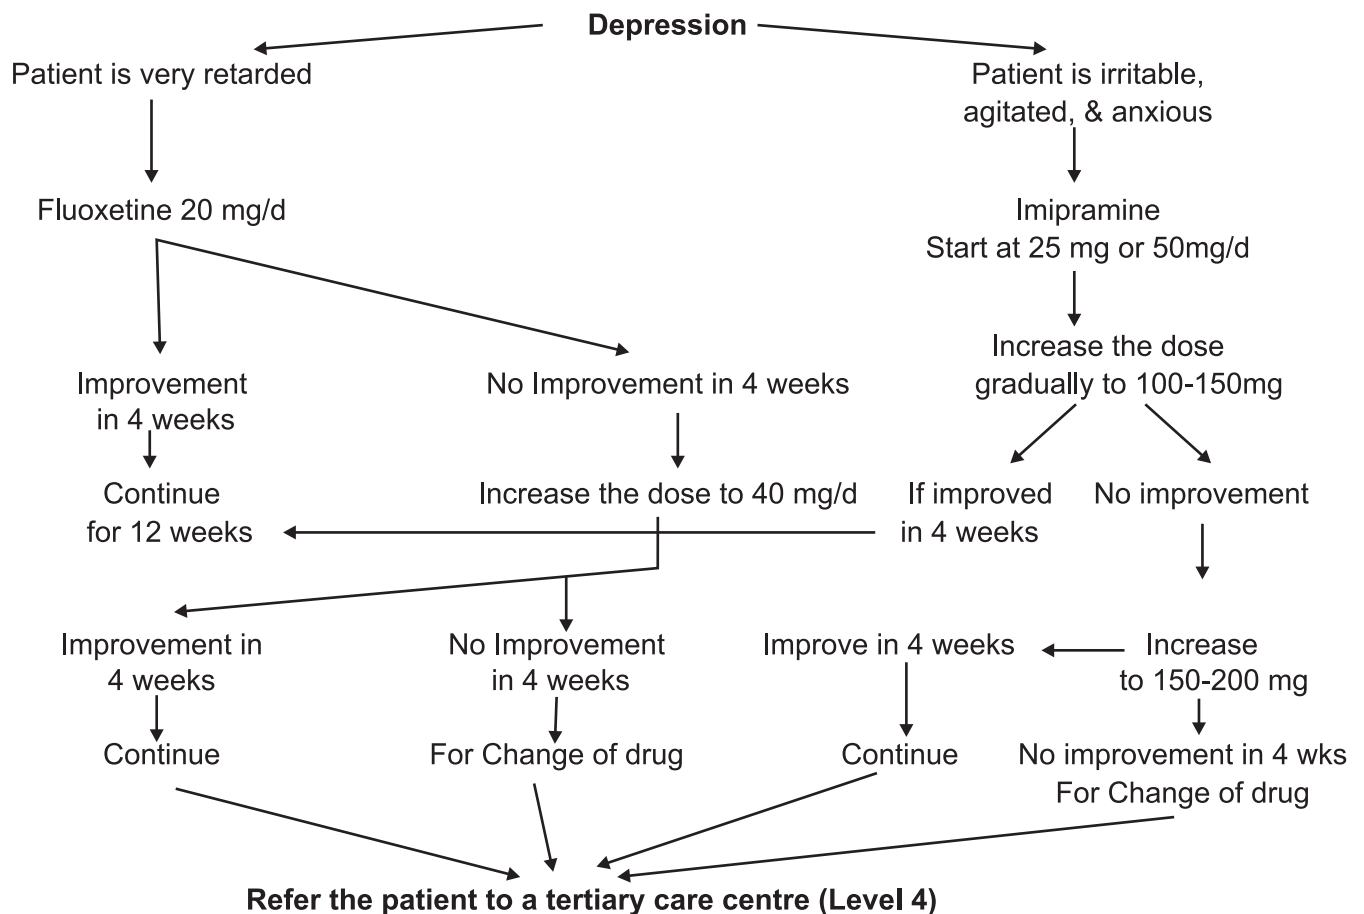 Depression
Patient is very retarded
Patient is irritable,
agitated, & anxious
Fluoxetine 20 mg/d
Imipramine
Start at 25 mg or 50mg/d
Increase the dose
gradually to 100-150mg
Improvement
in 4 weeks
No Improvement in 4 weeks
Continue
for 12 weeks
Increase the dose to 40 mg/d
If improved
in 4 weeks
No improvement
Improvement in
4 weeks
No Improvement
in 4 weeks
Improve in 4 weeks
Increase
to 150-200 mg
Continue
For Change of drug
Continue
No improvement in 4 wks
For Change of drug
Refer the patient to a tertiary care centre (Level 4)